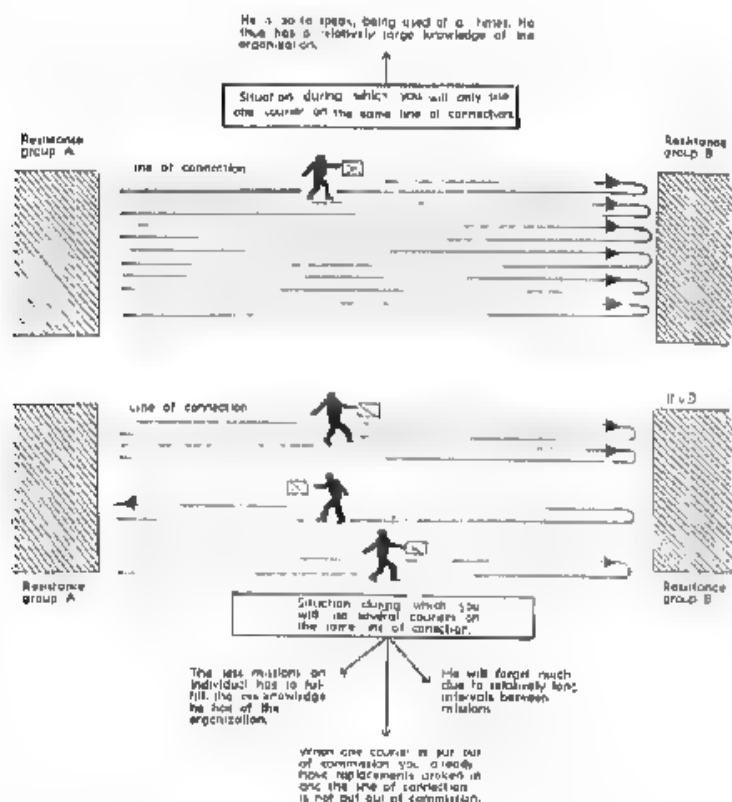 He is so to speak, being used at all times. He
thus has a relatively large knowledge of the
organization.
Situation during which you will only use
one courier on the same line of connection.
Resistance
group A
Line of connection
Resistance
group B
Line of connection
Resistance
group A
Resistance
group B
Situation during which you
will use several couriers on
the same line of conection.
The less missions an
individual has to ful-
fill, the less knowledge
he has of the
organization.
He will forget much
due to relatively long
intervals between
missions
When one courier is put out
of commission you already
have replacements broken in
and the line of connection
is not put out of commission.